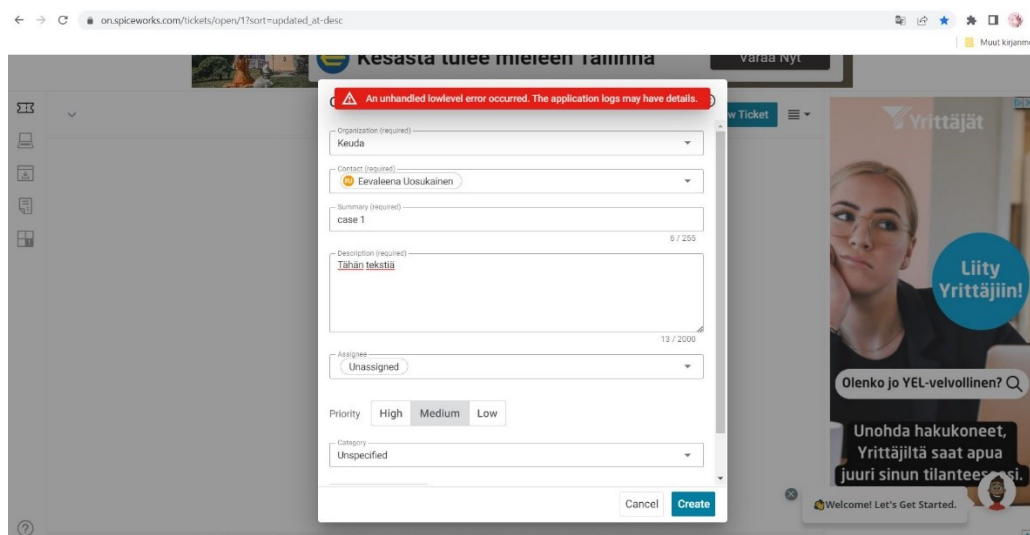 on.spiceworks.com/tickets/open/1?sort=updated_at-desc
Muut kirjanme
Kesästä tulee mieleen Tallinna
Varaa Nyt
An unhandled lowlevel error occurred. The application logs may have details.
w Ticket
Organization (required)
Keuda
Contact (required)
Eevaleena Uosukainen
Summary (required)
case 1
6 / 255
Description (required)
Tähän tekstiä
13 / 2000
Assignee
Unassigned
Priority
High
Medium
Low
Category
Unspecified
Cancel
Create
Yrittäjät
Liity
Yrittäjiin!
Olenko jo YEL-velvollinen?
Unohda hakukoneet,
Yrittäjiltä saat apua
juuri sinun
Welcome! Let's Get Started.